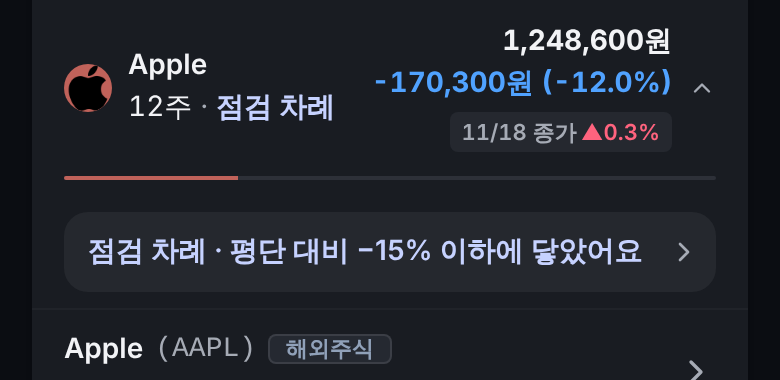 Apple
12주 · 점검 차례
1,248,600원
-170,300원 (-12.0%)
11/18 종가 ▲0.3%
점검 차례 · 평단 대비 −15% 이하에 닿았어요
Apple (AAPL) 해외주식